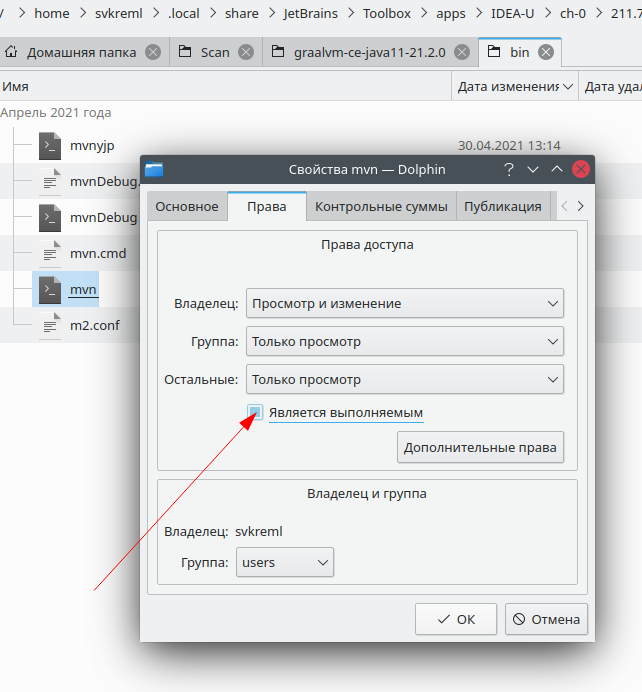 / > home > svkreml > .local > share > JetBrains > Toolbox > apps > IDEA-U > ch-0 > 211.7
Домашняя папка Scan graalvm-ce-java11-21.2.0 bin
Имя Дата изменения Дата удал
Апрель 2021 года
mvnyjp 30.04.2021 13:14
Свойства mvn — Dolphin ?
mvnDebug.
Основное Права Контрольные суммы Публикация
mvnDebug
Права доступа
mvn.cmd
mvn
Владелец: Просмотр и изменение
m2.conf
Группа: Только просмотр
Остальные: Только просмотр
Является выполняемым
Дополнительные права
Владелец и группа
Владелец: svkreml
Группа: users
OK Отмена